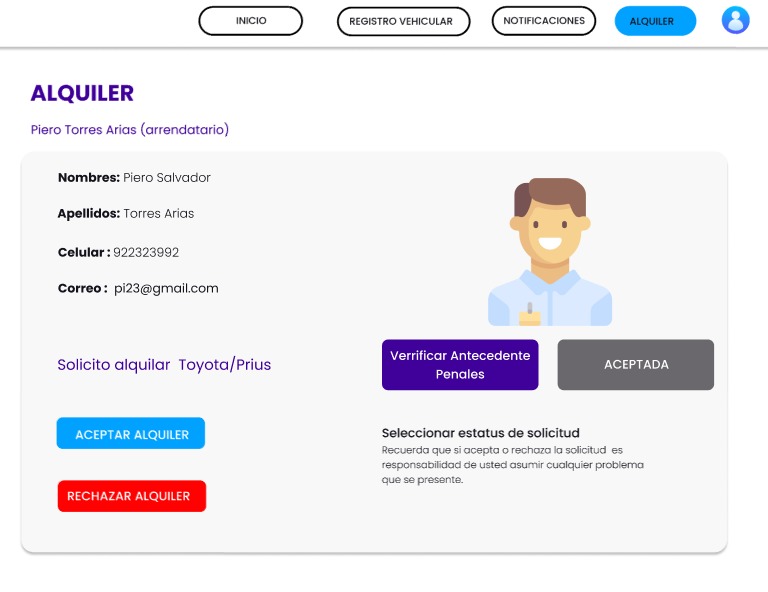 INICIO
REGISTRO VEHICULAR
NOTIFICACIONES
ALQUILER
ALQUILER
Piero Torres Arias (arrendatario)
Nombres: Piero Salvador
Apellidos: Torres Arias
Celular : 922323992
Correo : pi23@gmail.com
Solicito alquilar Toyota/Prius
Verrificar Antecedente
Penales
ACEPTADA
ACEPTAR ALQUILER
RECHAZAR ALQUILER
Seleccionar estatus de solicitud
Recuerda que si acepta o rechaza la solicitud es
responsabilidad de usted asumir cualquier problema
que se presente.